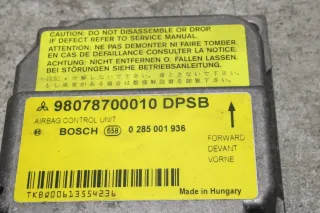 CAUTION: DO NOT DISASSEMBLE OR DROP.
IF DEFECT REFER TO SERVICE MANUAL.
ATTENTION: NE PAS DEMONTER NI FAIRE TOMBER.
EN CAS DE DEFAILLANCE CONSULTER LA NOTICE.
ACHTUNG: NICHT ENTFERNEN O. FALLEN LASSEN.
BEI DEFEKT SIEHE BETRIEBSANLEITUNG.
98078700010 DPSB
AIRBAG CONTROL UNIT
BOSCH 658 0 285 001 936
FORWARD
DEVANT
VORNE
Made in Hungary
TKBQ00613554236